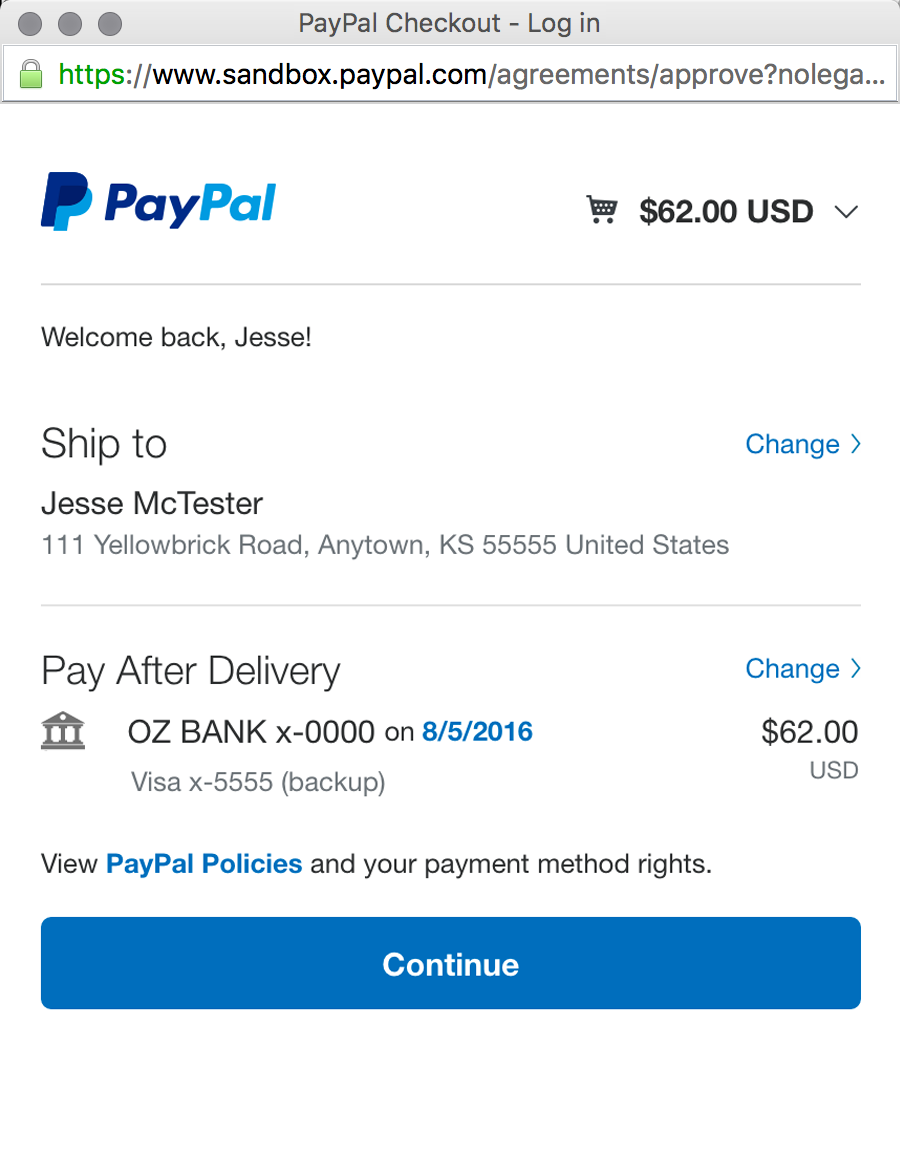 PayPal Checkout - Log in
https://www.sandbox.paypal.com/agreements/approve?nolega...
PayPal $62.00 USD
Welcome back, Jesse!
Ship to Change
Jesse McTester
111 Yellowbrick Road, Anytown, KS 55555 United States
Pay After Delivery Change
OZ BANK x-0000 on 8/5/2016 $62.00
Visa x-5555 (backup) USD
View PayPal Policies and your payment method rights.
Continue